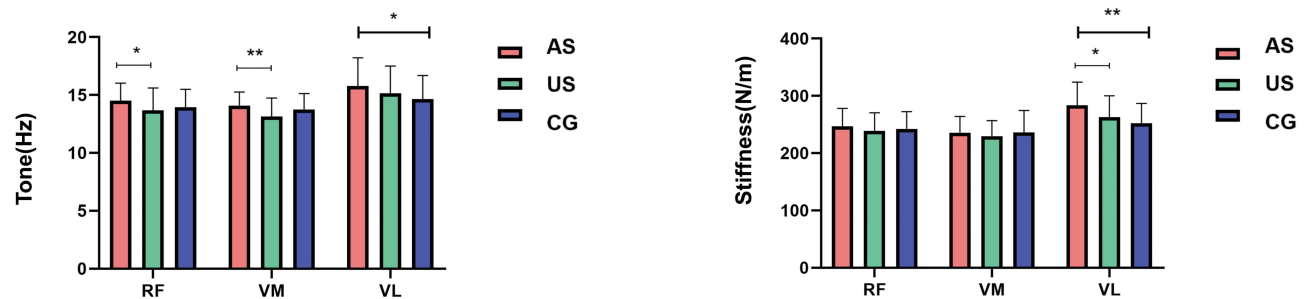 Tone(Hz)
20
15
10
5
0
* ** *
RF VM VL
AS
US
CG
Stiffness(N/m)
400
300
200
100
0
**
*
RF VM VL
AS
US
CG